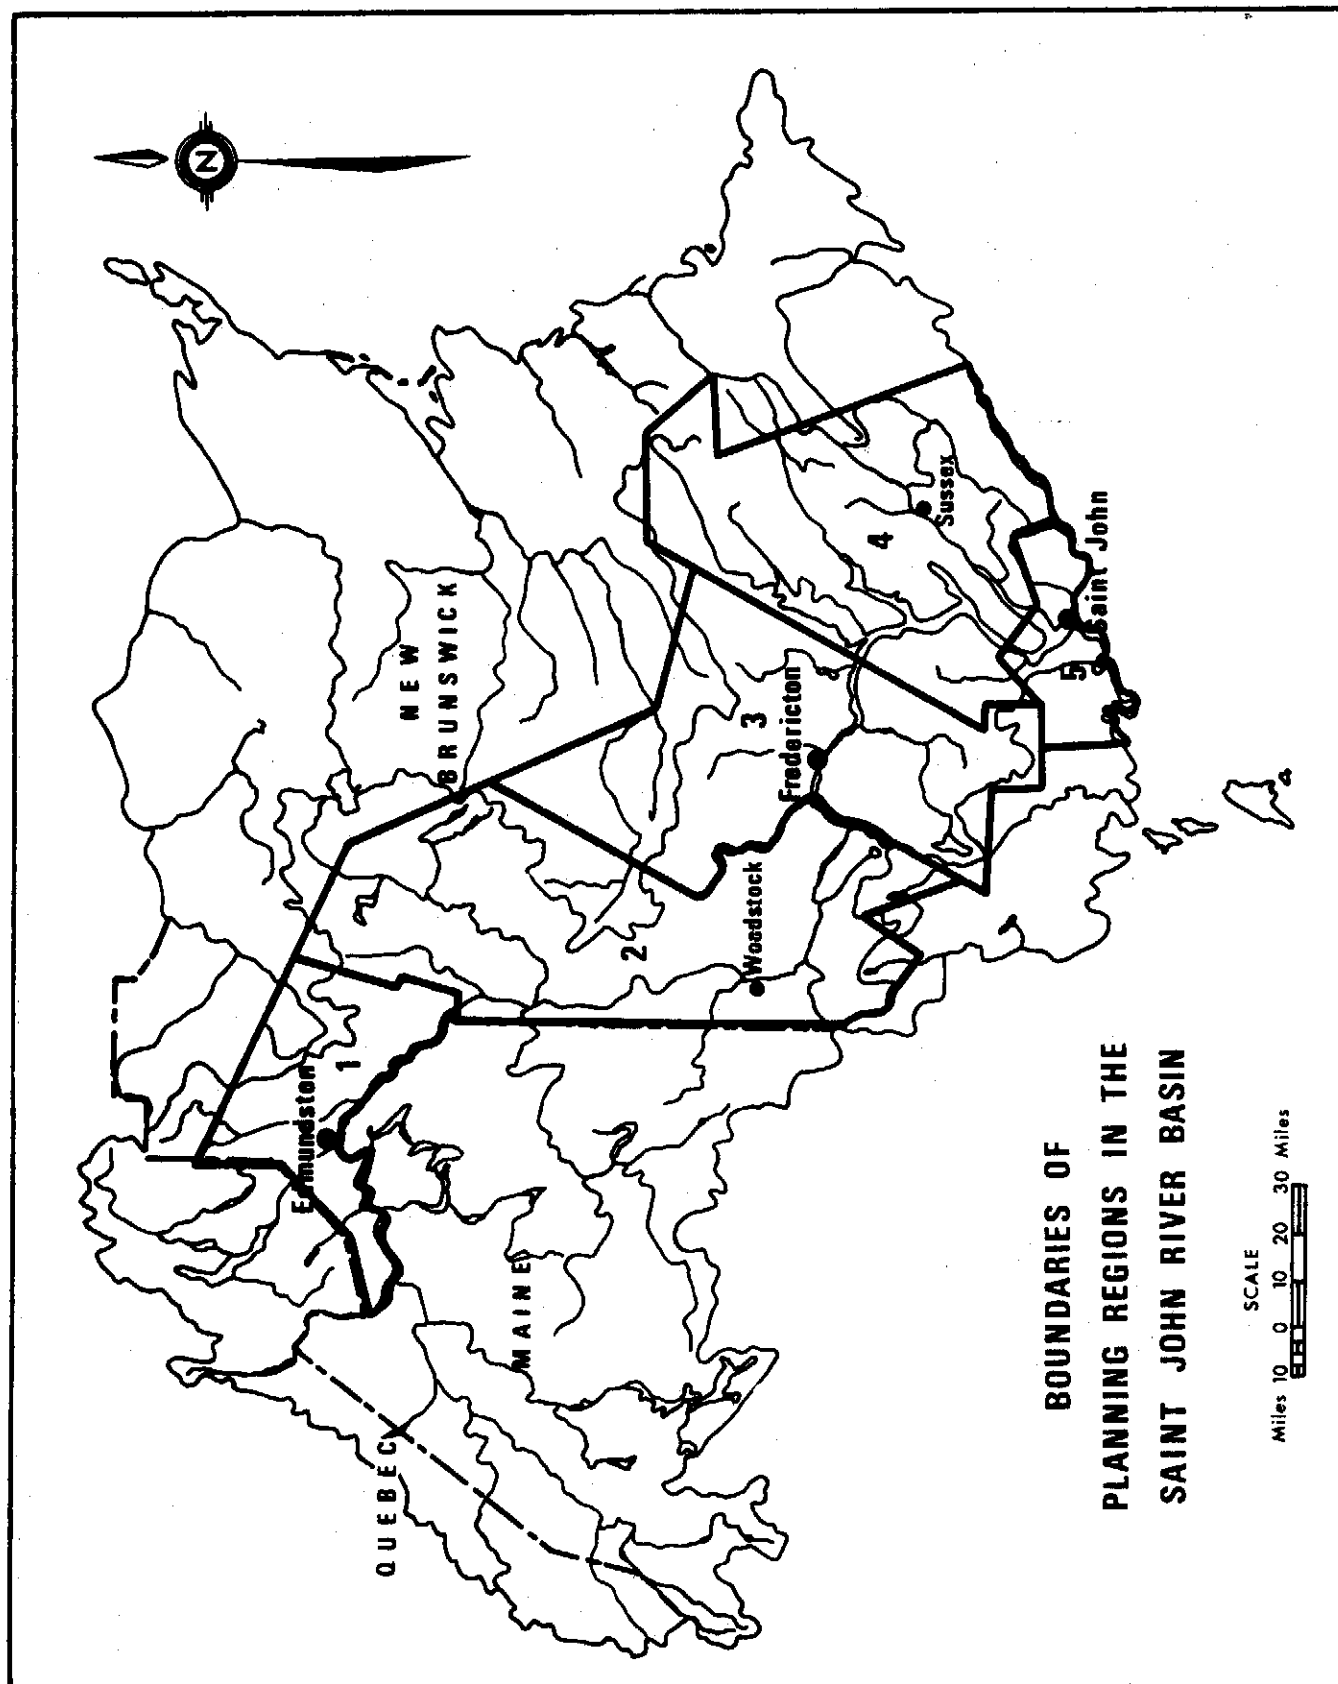 N
NEW
BRUNSWICK
Edmundston
1
QUEBEC
MAINE
2
Woodstock
3
Fredericton
4
Sussex
5
Saint John
BOUNDARIES OF
PLANNING REGIONS IN THE
SAINT JOHN RIVER BASIN
SCALE
Miles 10 0 10 20 30 Miles